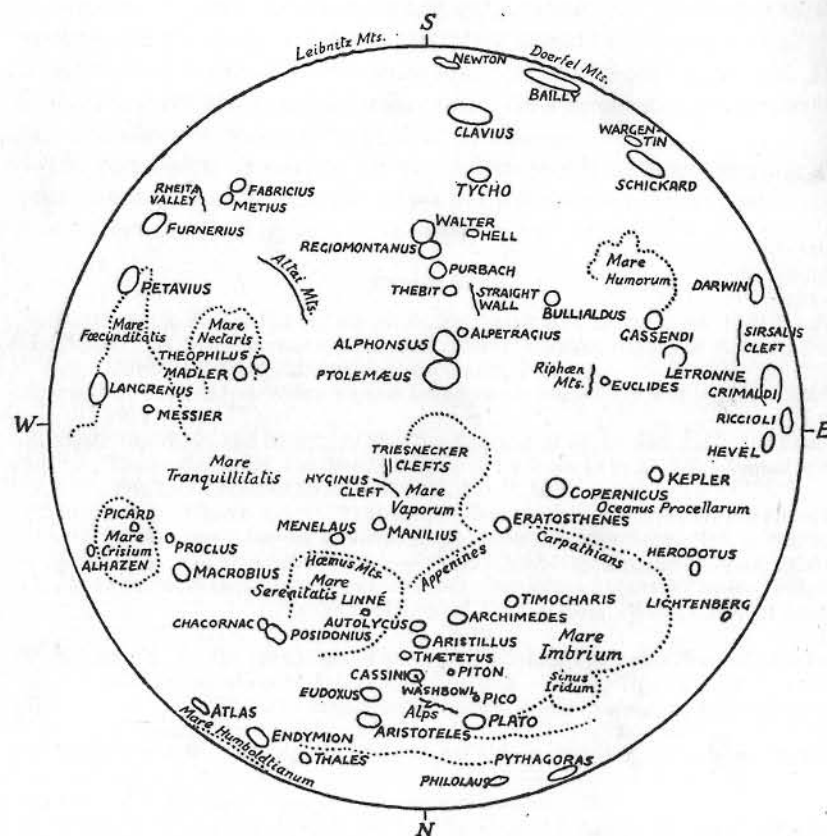 S
Leibnitz Mts.
Doerfel Mts.
NEWTON
BAILLY
CLAVIUS
WARGEN-
TIN
SCHICKARD
TYCHO
RHEITA
VALLEY
FABRICIUS
METIUS
FURNERIUS
WALTER
HELL
REGIOMONTANUS
Altai Mts
PURBACH
Mare
Humorum
PETAVIUS
THEBIT
STRAIGHT
WALL
DARWIN
BULLIALDUS
Mare
Fœcunditatis
Mare
Nectaris
ALPETRAGIUS
GASSENDI
SIRSALIS
CLEFT
ALPHONSUS
THEOPHILUS
MADLER
PTOLEMÆUS
Riphæn
Mts.
EUCLIDES
LETRONNE
GRIMALDI
LANGRENUS
MESSIER
RICCIOLI
W
E
HEVEL
TRIESNECKER
CLEFTS
Mare
Tranquillitatis
HYGINUS
CLEFT
Mare
Vaporum
KEPLER
COPERNICUS
Oceanus Procellarum
PICARD
Mare
Crisium
ALHAZEN
PROCLUS
MENELAUS
MANILIUS
ERATOSTHENES
Carpathians
HERODOTUS
MACROBIUS
Hæmus Mts.
Mare
Serenitatis
Appenines
LINNÉ
TIMOCHARIS
LICHTENBERG
ARCHIMEDES
CHACORNAC
POSIDONIUS
AUTOLYCUS
ARISTILLUS
Mare
Imbrium
THÆTETUS
PITON
CASSINI
Sinus
Iridum
EUDOXUS
WASHBOWL
PICO
Alps
ATLAS
PLATO
ARISTOTELES
ENDYMION
Mare Humboldtianum
THALES
PYTHAGORAS
PHILOLAUS
N